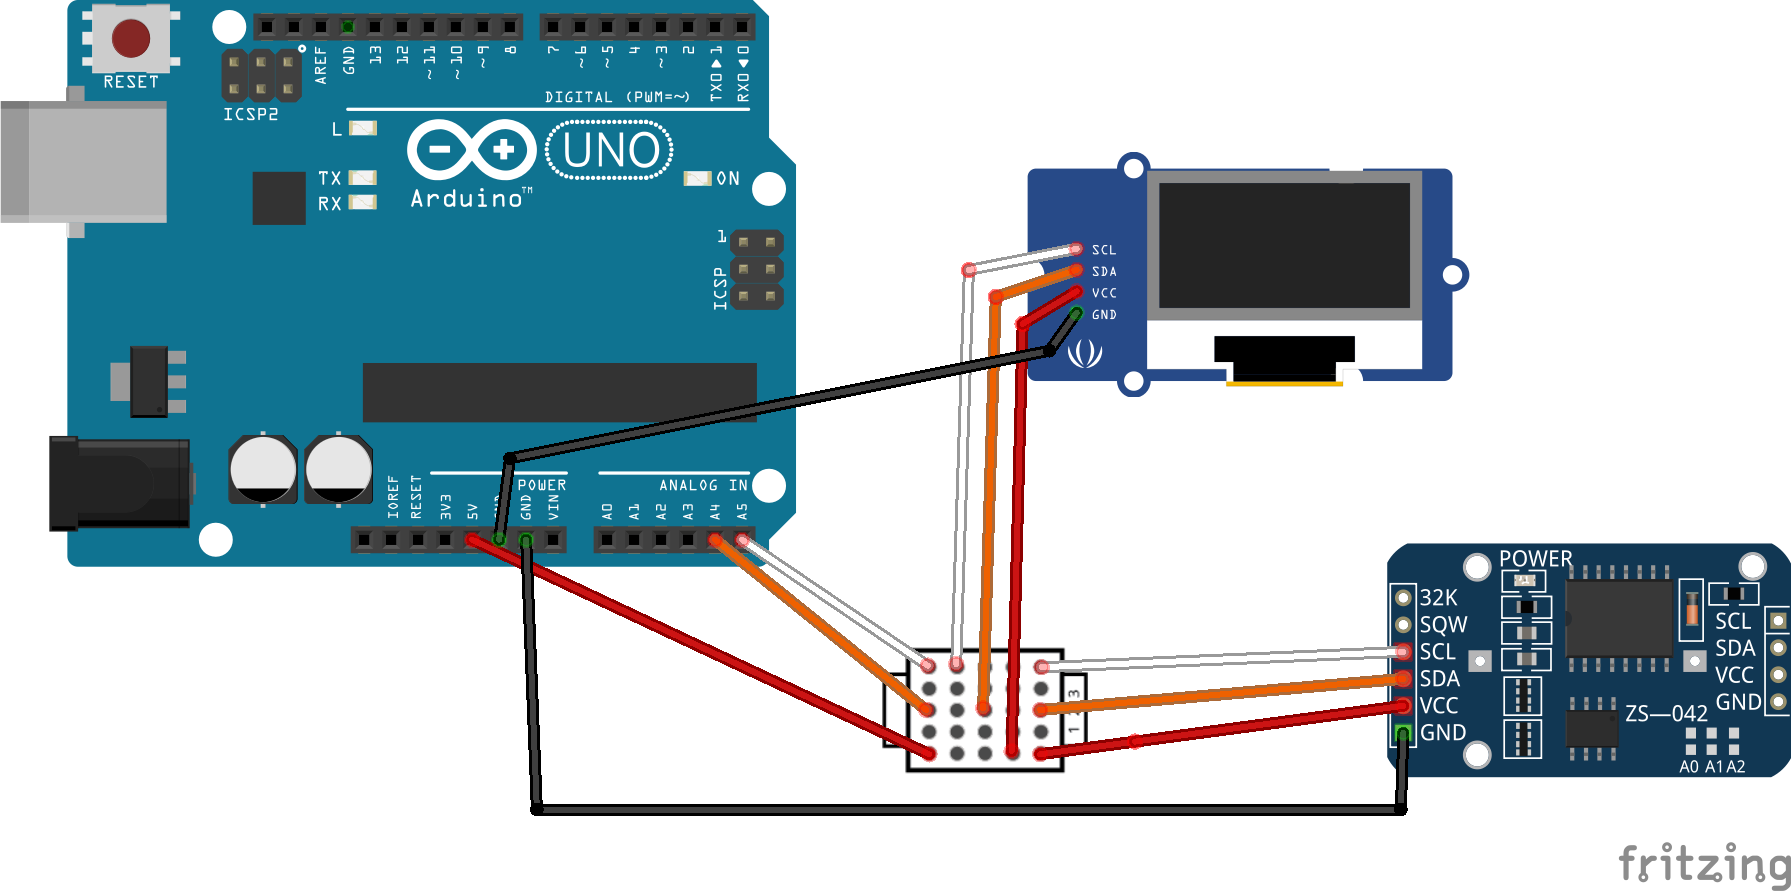 RESET
ICSP2
AREF
GND
13
12
~11
~10
~9
8
7
~6
~5
4
~3
2
TX0▶1
RX0◀0
DIGITAL (PWM=~)
L
TX
RX
UNO
Arduino™
ON
1
ICSP
IOREF
RESET
3V3
5V
GND
VIN
POWER
A0
A1
A2
A3
A4
A5
ANALOG IN
SCL
SDA
VCC
GND
1
3
POWER
32K
SQW
SCL
SDA
VCC
GND
SCL
SDA
VCC
GND
ZS—042
A0 A1 A2
fritzing